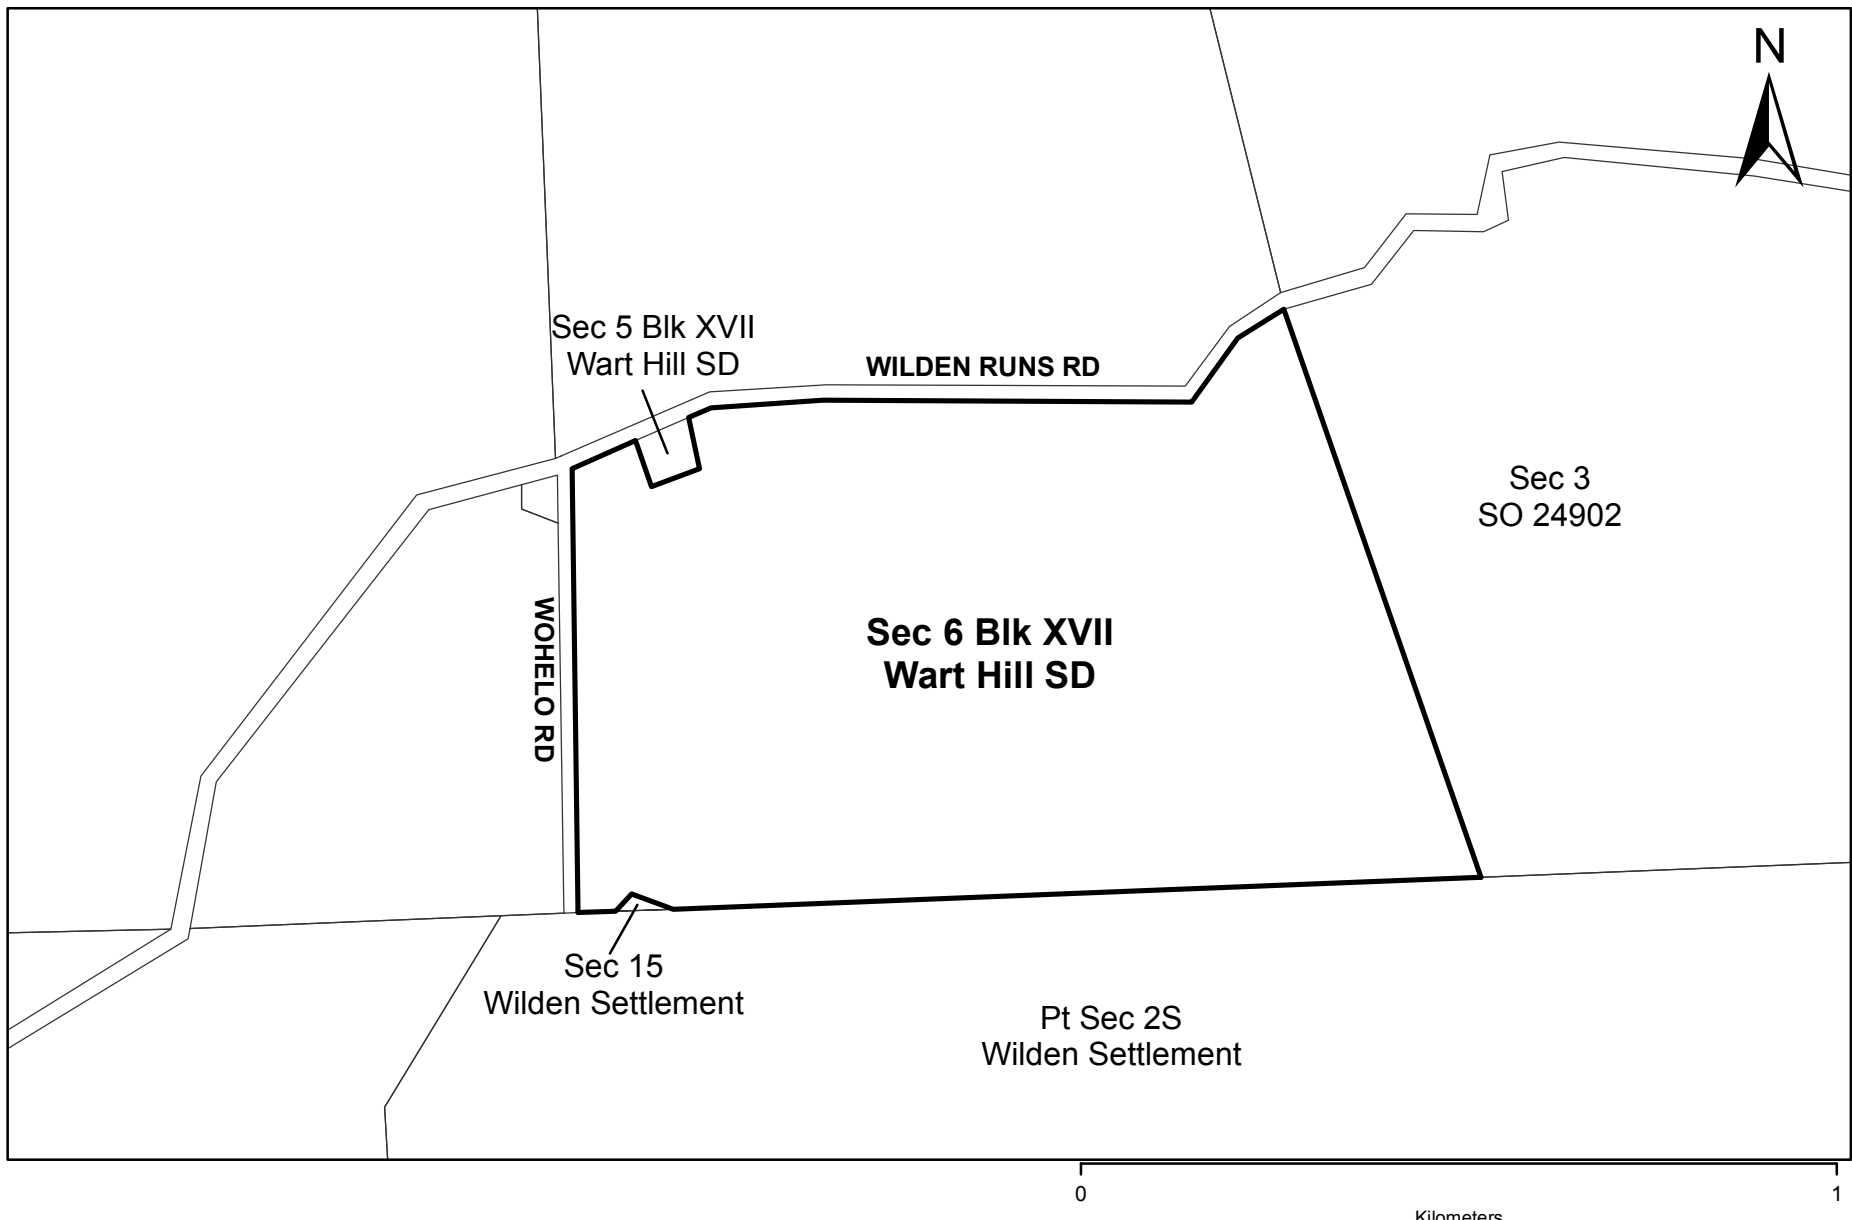 N
Sec 5 Blk XVII
Wart Hill SD
WILDEN RUNS RD
Sec 3
SO 24902
WOHELO RD
Sec 6 Blk XVII
Wart Hill SD
Sec 15
Wilden Settlement
Pt Sec 2S
Wilden Settlement
0 1
Kilometers